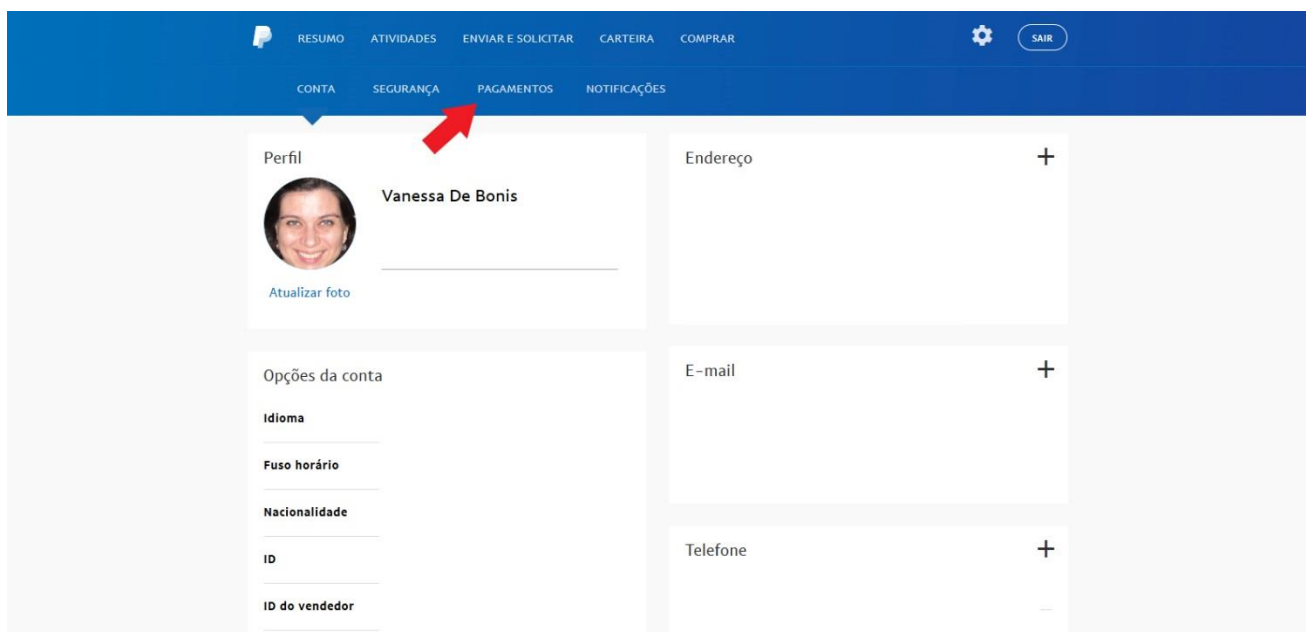 RESUMO ATIVIDADES ENVIAR E SOLICITAR CARTEIRA COMPRAR SAIR
CONTA SEGURANÇA PAGAMENTOS NOTIFICAÇÕES
Perfil
Vanessa De Bonis
Atualizar foto
Opções da conta
Idioma
Fuso horário
Nacionalidade
ID
ID do vendedor
Endereço
E-mail
Telefone